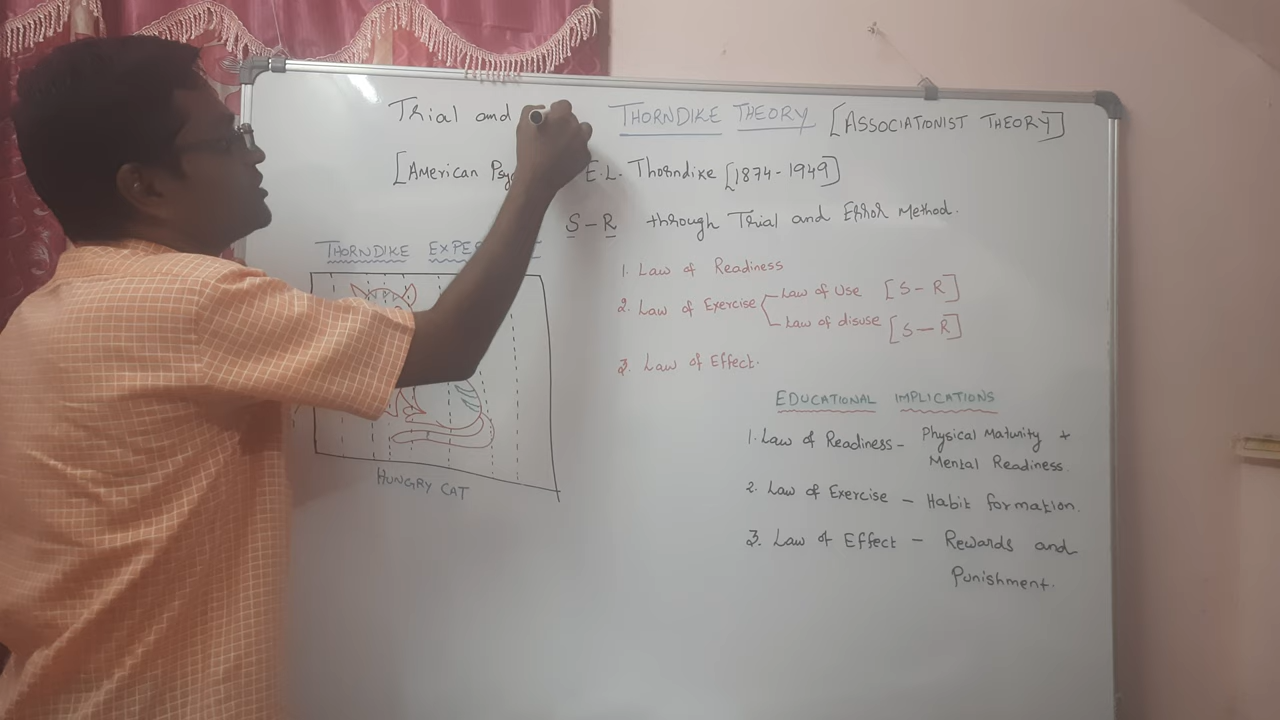 Trial and THORNDIKE THEORY [ASSOCIATIONIST THEORY]
[American E.L. Thorndike [1874-1949]
S-R through Trial and Error Method.
THORNDIKE
1. Law of Readiness
2. Law of Exercise Law of Use [S-R]
Law of disuse [S-R]
3. Law of Effect.
HUNGRY CAT
EDUCATIONAL IMPLICATIONS
1. Law of Readiness - Physical Maturity +
Mental Readiness.
2. Law of Exercise - Habit formation.
3. Law of Effect - Rewards and
Punishment.